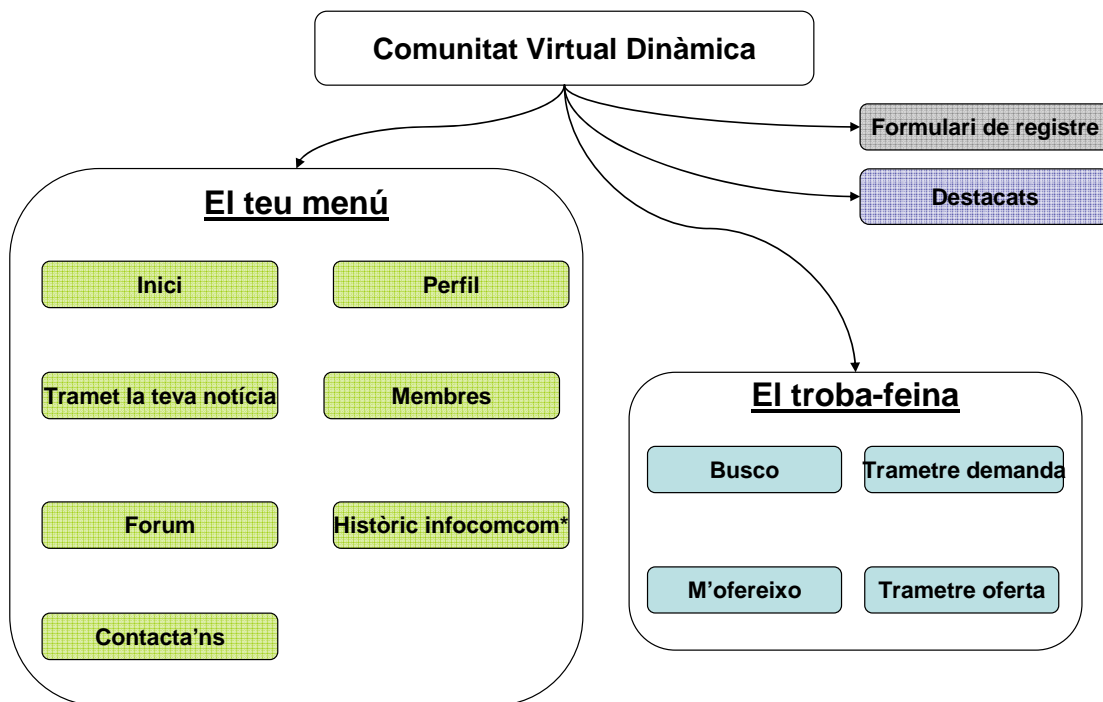 Comunitat Virtual Dinàmica
Formulari de registre
Destacats
El teu menú
Inici
Perfil
Tramet la teva notícia
Membres
Forum
Històric infocomcom*
Contacta’ns
El troba-feina
Busco
Trametre demanda
M’ofereixo
Trametre oferta